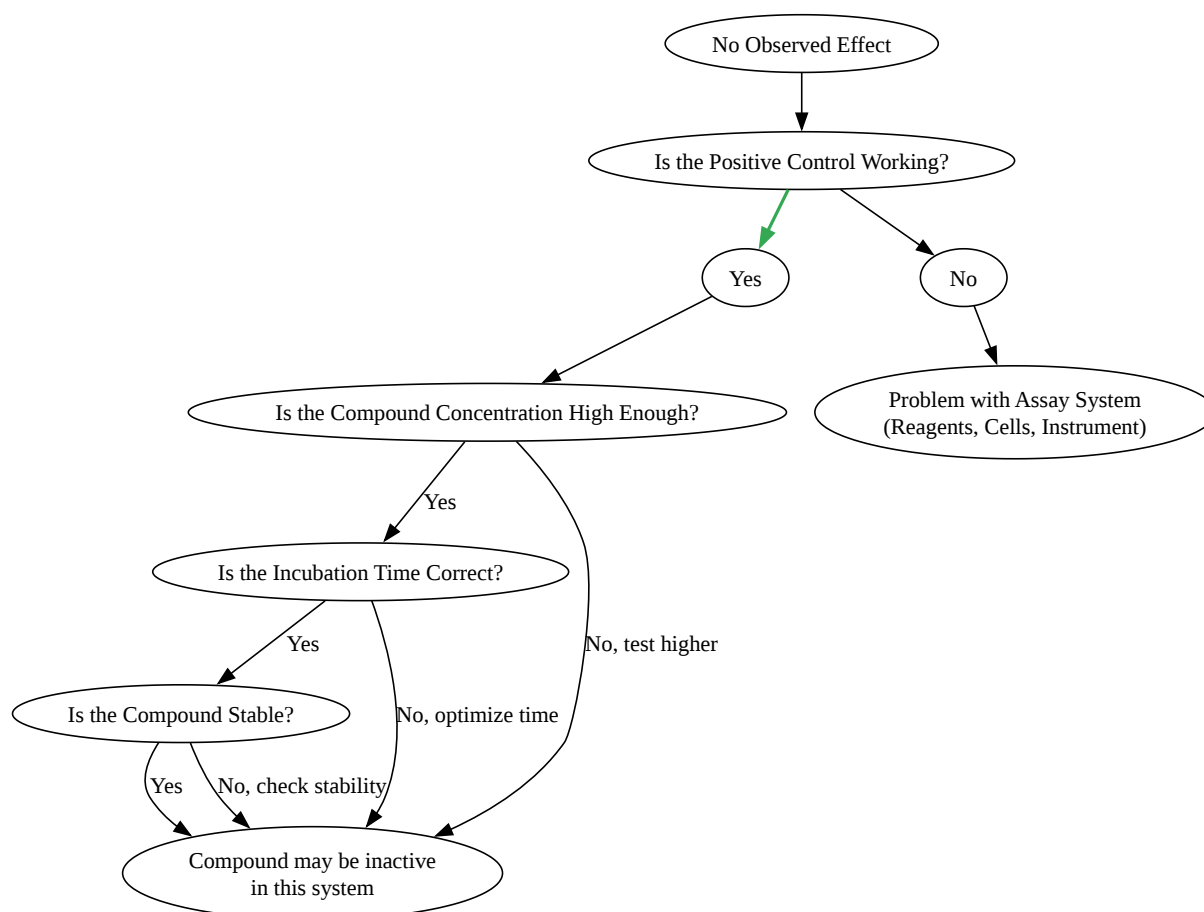 No Observed Effect
Is the Positive Control Working?
Yes
No
Is the Compound Concentration High Enough?
Problem with Assay System
(Reagents, Cells, Instrument)
Yes
Is the Incubation Time Correct?
Yes
No, test higher
Is the Compound Stable?
No, optimize time
Yes
No, check stability
Compound may be inactive
in this system